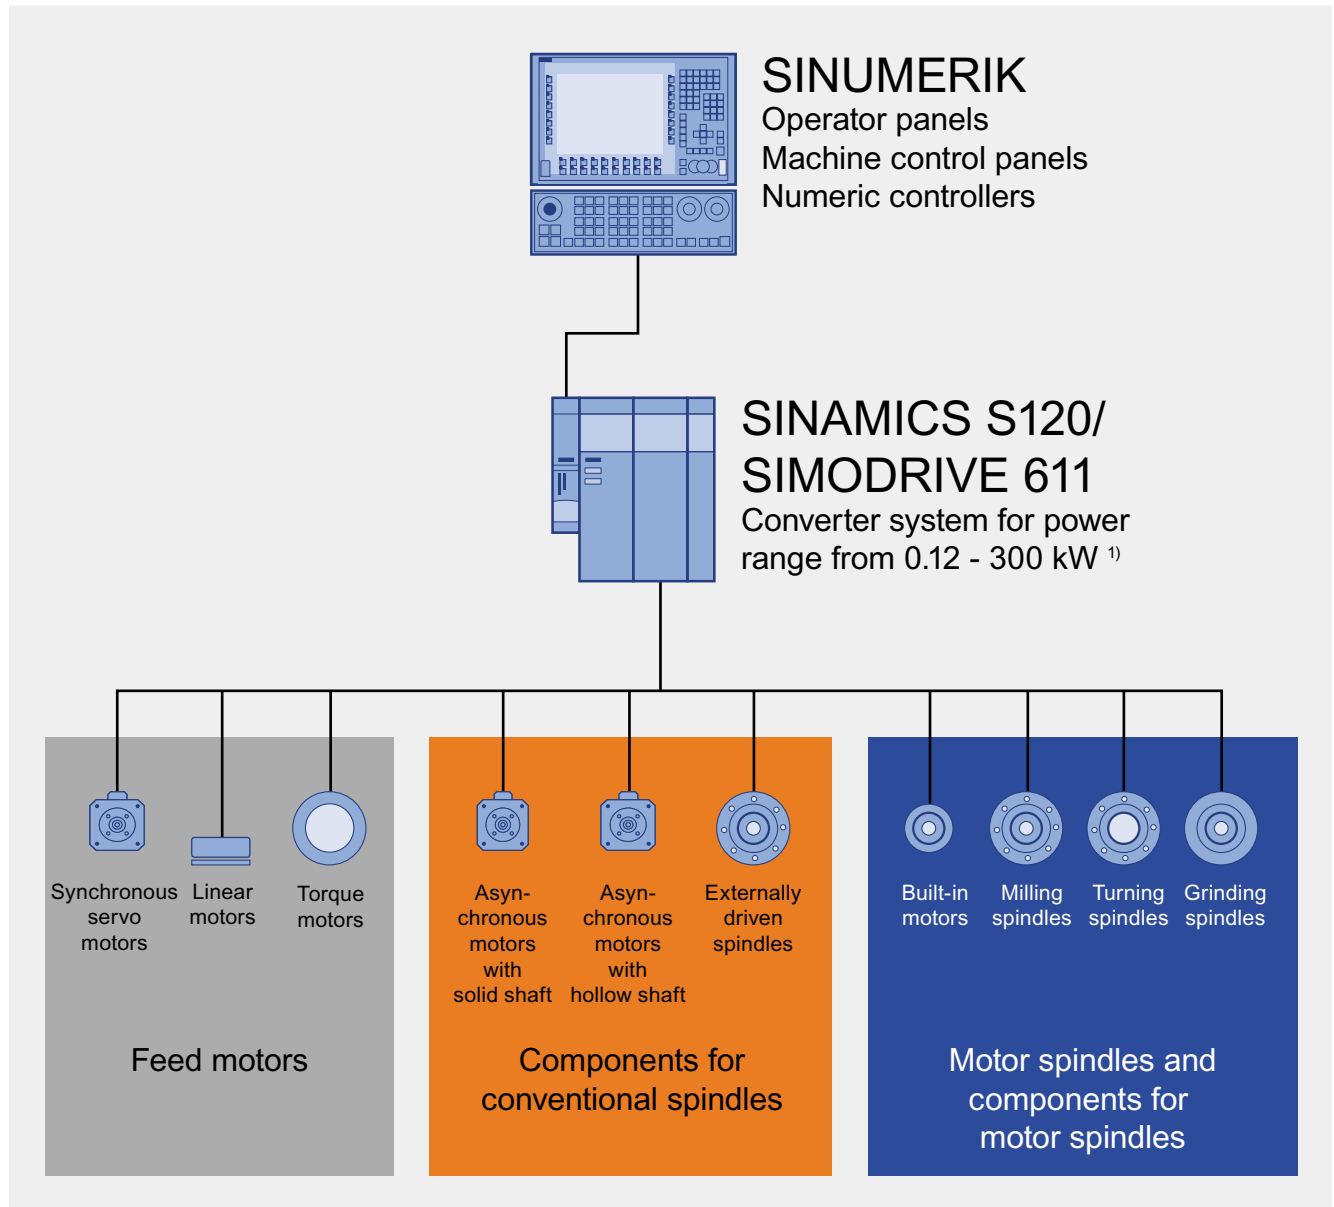 SINUMERIK
Operator panels
Machine control panels
Numeric controllers
SINAMICS S120/
SIMODRIVE 611
Converter system for power
range from 0.12 - 300 kW 1)
Synchronous
servo
motors
Linear
motors
Torque
motors
Asyn-
chronous
motors
with
solid shaft
Asyn-
chronous
motors
with
hollow shaft
Externally
driven
spindles
Built-in
motors
Milling
spindles
Turning
spindles
Grinding
spindles
Feed motors
Components for
conventional spindles
Motor spindles and
components for
motor spindles